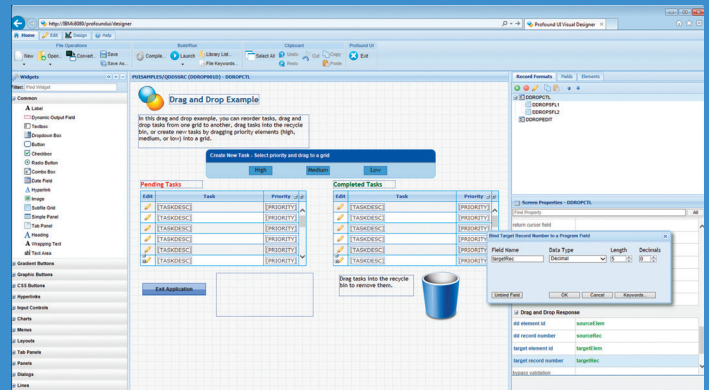 http://IBMi:8080/profoundui/designer
Profound UI Visual Designer
Home Edit Design Help
File Operations Build/Run Clipboard Profound UI
New Open... Convert... Save Save As...
Compile... Launch Library List... File Keywords...
Select All Undo Redo Cut Copy Paste Exit
Widgets
Filter: Find Widget
Common
Label
Dynamic Output Field
Textbox
Dropdown Box
Button
Checkbox
Radio Button
Combo Box
Date Field
Hyperlink
Image
Subfile Grid
Simple Panel
Tab Panel
Heading
Wrapping Text
Text Area
Gradient Buttons
Graphic Buttons
CSS Buttons
Hyperlinks
Input Controls
Charts
Menus
Layouts
Tab Panels
Panels
Dialogs
Lines
PUISAMPLES/QDDSSRC (DDROP001D) - DDROPCTL
Drag and Drop Example
In this drag and drop example, you can reorder tasks, drag and
drop tasks from one grid to another, drag tasks into the recycle
bin, or create new tasks by dragging priority elements (high,
medium, or low) into a grid.
Create New Task - Select priority and drag to a grid
High Medium Low
Pending Tasks
Edit Task Priority
[TASKDESC] [PRIORITY]
[TASKDESC] [PRIORITY]
[TASKDESC] [PRIORITY]
[TASKDESC] [PRIORITY]
[TASKDESC] [PRIORITY]
[TASKDESC] [PRIORITY]
Completed Tasks
Edit Task Priority
[TASKDESC] [PRIORITY]
[TASKDESC] [PRIORITY]
[TASKDESC] [PRIORITY]
[TASKDESC] [PRIORITY]
[TASKDESC] [PRIORITY]
[TASKDESC] [PRIORITY]
Exit Application
Drag tasks into the recycle
bin to remove them.
Record Formats Fields Elements
DDROPCTL
DDROPSFL1
DDROPSFL2
DDROPEDIT
Screen Properties - DDROPCTL
Find Property All
return cursor field
Bind Target Record Number to a Program Field
Field Name Data Type Length Decimals
targetRec Decimal 5 0
Unbind Field OK Cancel Keywords...
Drag and Drop Response
dd element id sourceElem
dd record number sourceRec
target element id targetElem
target record number targetRec
bypass validation